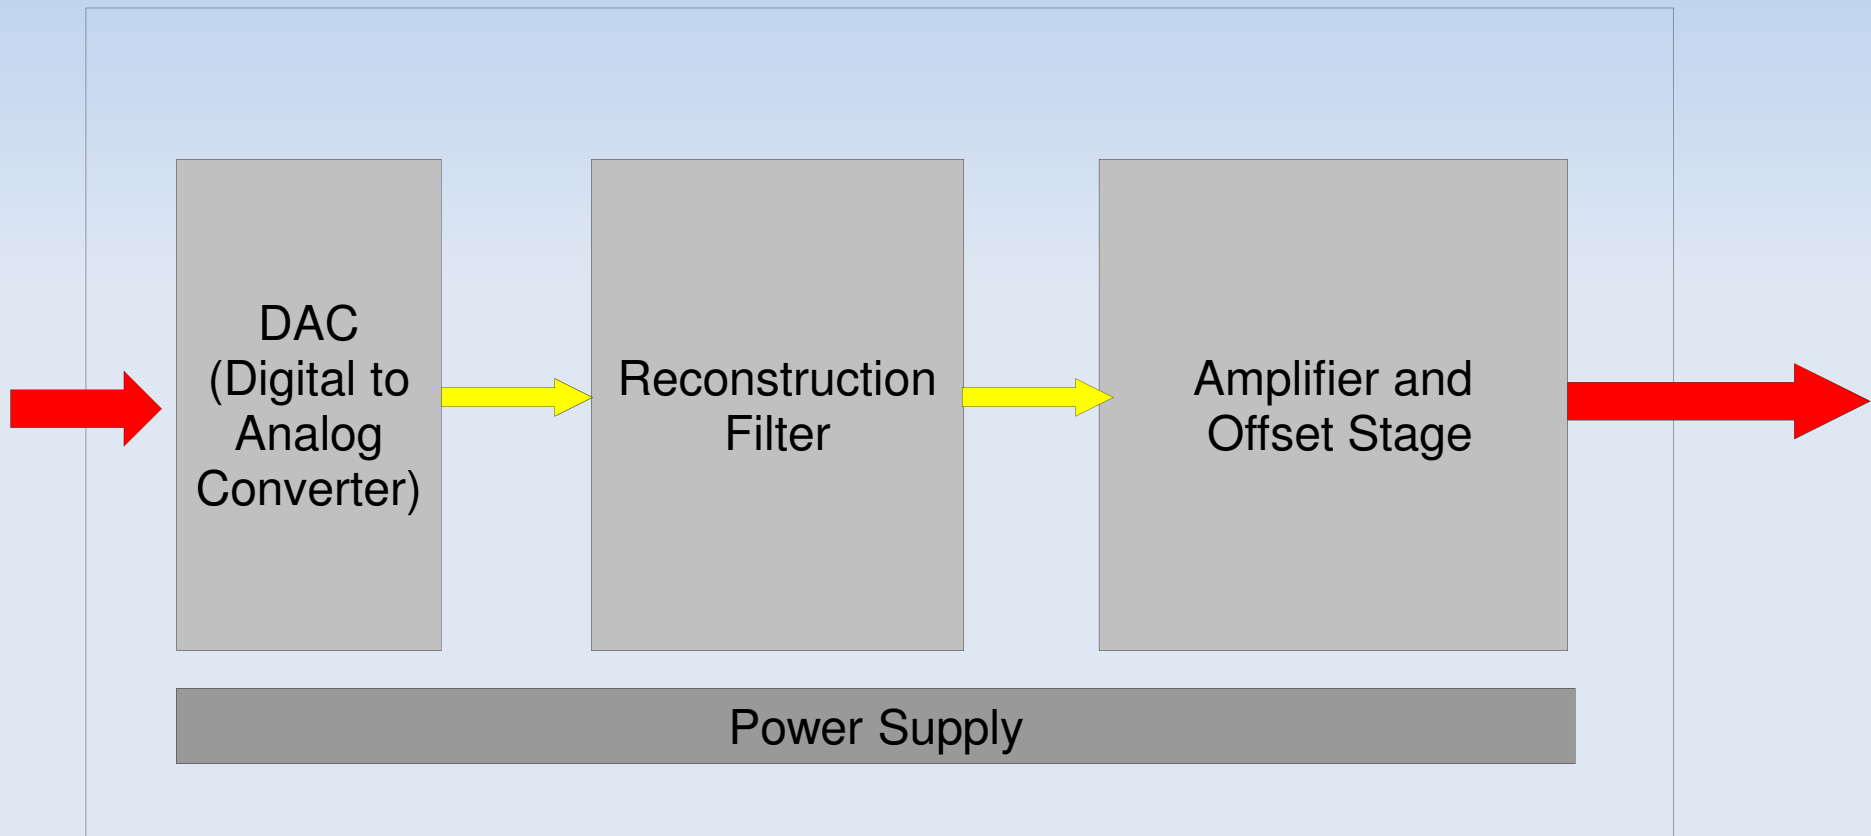 DAC
(Digital to
Analog
Converter)
Reconstruction
Filter
Amplifier and
Offset Stage
Power Supply